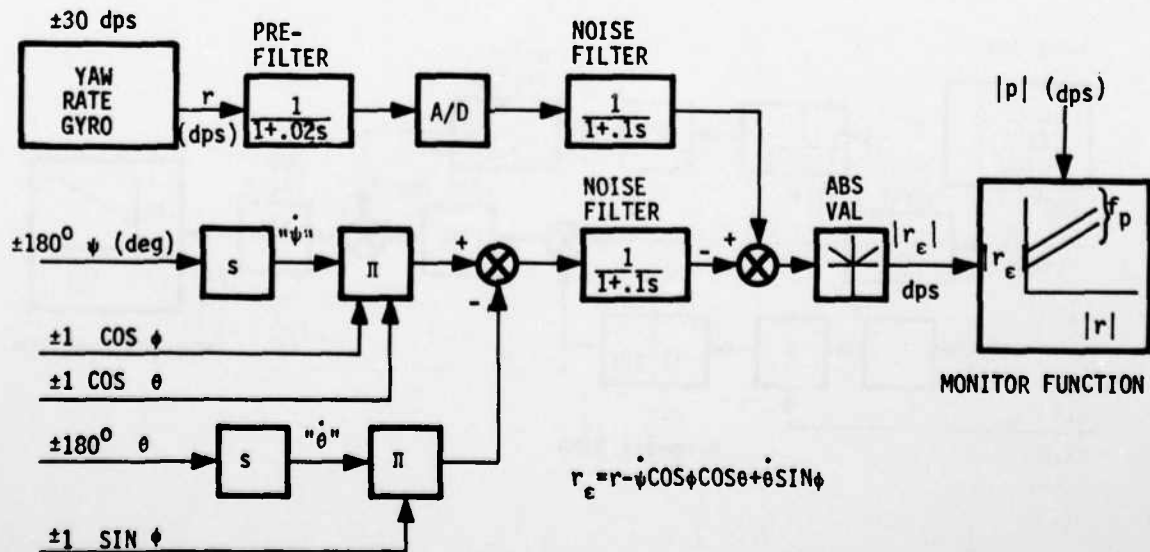 ±30 dps
YAW
RATE
GYRO
r
(dps)
PRE-
FILTER
1
1+.02s
A/D
NOISE
FILTER
1
1+.1s
|p| (dps)
±180⁰ ψ (deg)
s
"ψ̇"
Π
+
-
NOISE
FILTER
1
1+.1s
-
+
ABS
VAL
|rε|
dps
|rε
fp
|r|
MONITOR FUNCTION
±1 COS ϕ
±1 COS θ
±180⁰ θ
s
"θ̇"
Π
±1 SIN ϕ
rε=r-ψ̇COSϕCOSθ+θ̇SINϕ